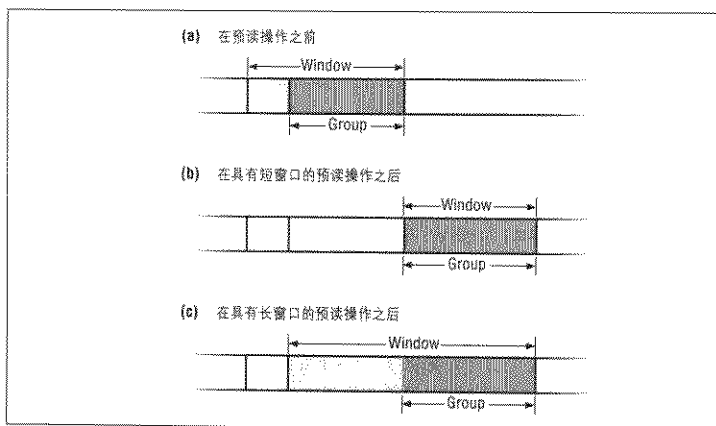 (a) 在预读操作之前
Window
Group
(b) 在具有短窗口的预读操作之后
Window
Group
(c) 在具有长窗口的预读操作之后
Window
Group